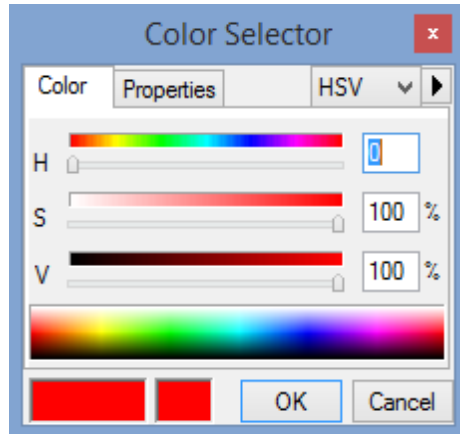 Color Selector x
Color Properties HSV
H 0
S 100 %
V 100 %
OK Cancel